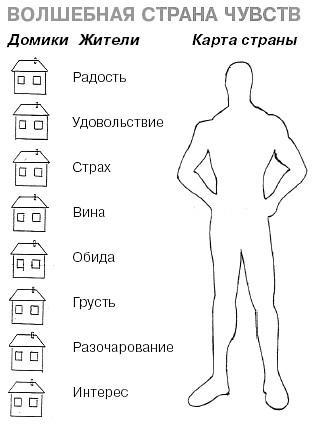 ВОЛШЕБНАЯ СТРАНА ЧУВСТВ
Домики Жители Карта страны
Радость
Удовольствие
Страх
Вина
Обида
Грусть
Разочарование
Интерес